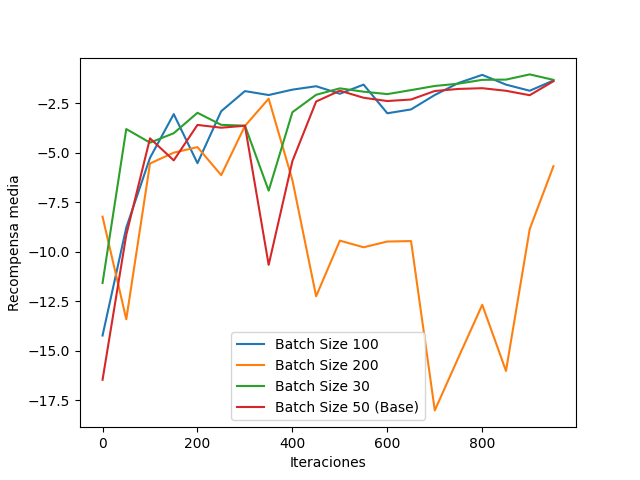 Recompensa media
−2.5
−5.0
−7.5
−10.0
−12.5
−15.0
−17.5
Batch Size 100
Batch Size 200
Batch Size 30
Batch Size 50 (Base)
0
200
400
600
800
Iteraciones